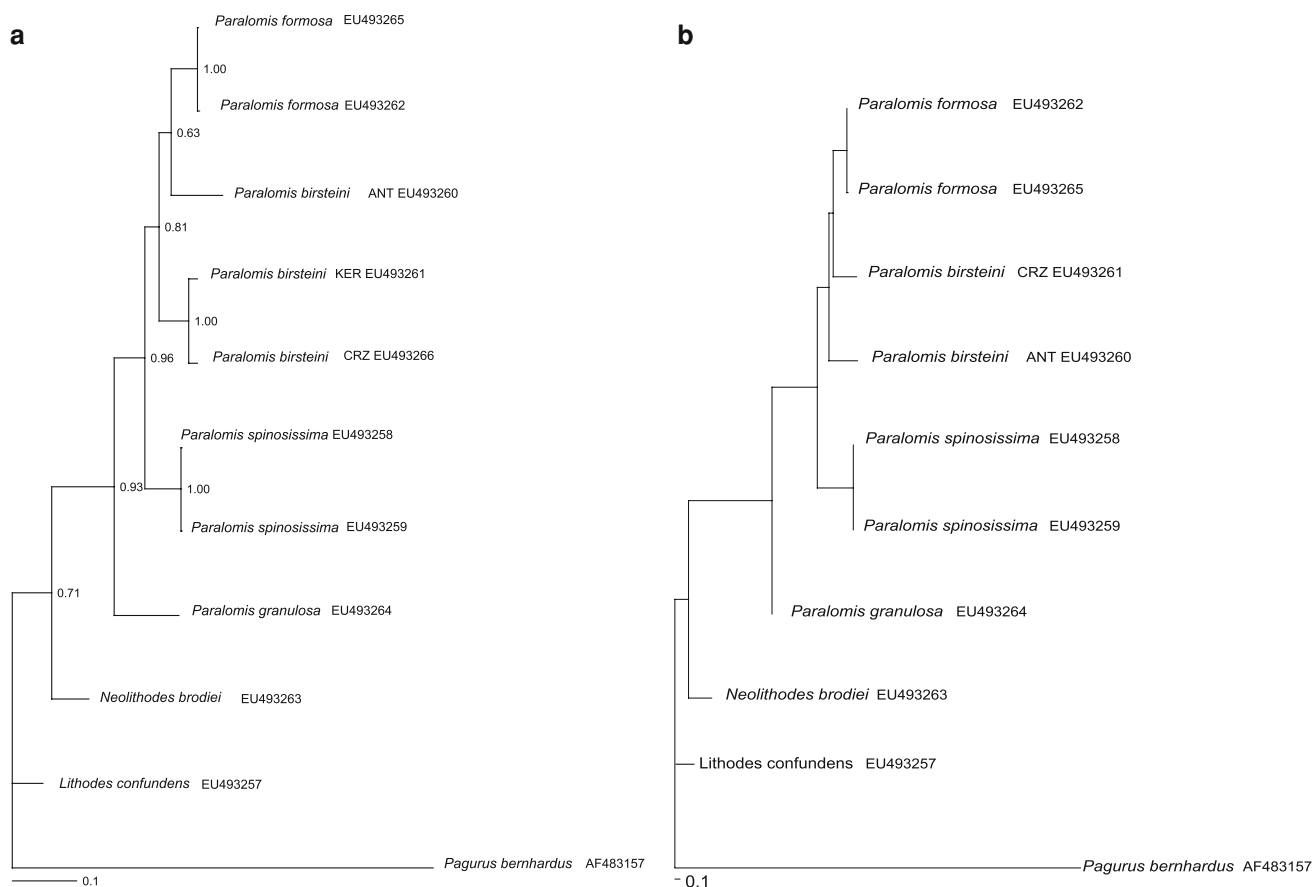 a
Paralomis formosa EU493265
1.00
Paralomis formosa EU493262
0.63
Paralomis birsteini ANT EU493260
0.81
Paralomis birsteini KER EU493261
1.00
Paralomis birsteini CRZ EU493266
0.96
Paralomis spinosissima EU493258
0.93
1.00
Paralomis spinosissima EU493259
0.71
Paralomis granulosa EU493264
Neolithodes brodiei EU493263
Lithodes confundens EU493257
Pagurus bernhardus AF483157
0.1
b
Paralomis formosa EU493262
Paralomis formosa EU493265
Paralomis birsteini CRZ EU493261
Paralomis birsteini ANT EU493260
Paralomis spinosissima EU493258
Paralomis spinosissima EU493259
Paralomis granulosa EU493264
Neolithodes brodiei EU493263
Lithodes confundens EU493257
Pagurus bernhardus AF483157
0.1